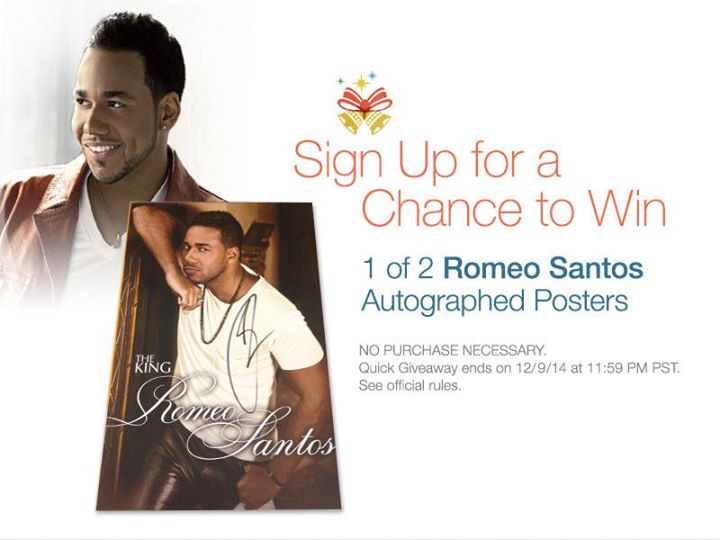 Sign Up for a
Chance to Win
1 of 2 Romeo Santos
Autographed Posters
NO PURCHASE NECESSARY.
Quick Giveaway ends on 12/9/14 at 11:59 PM PST.
See official rules.
THE
KING
Romeo
Santos